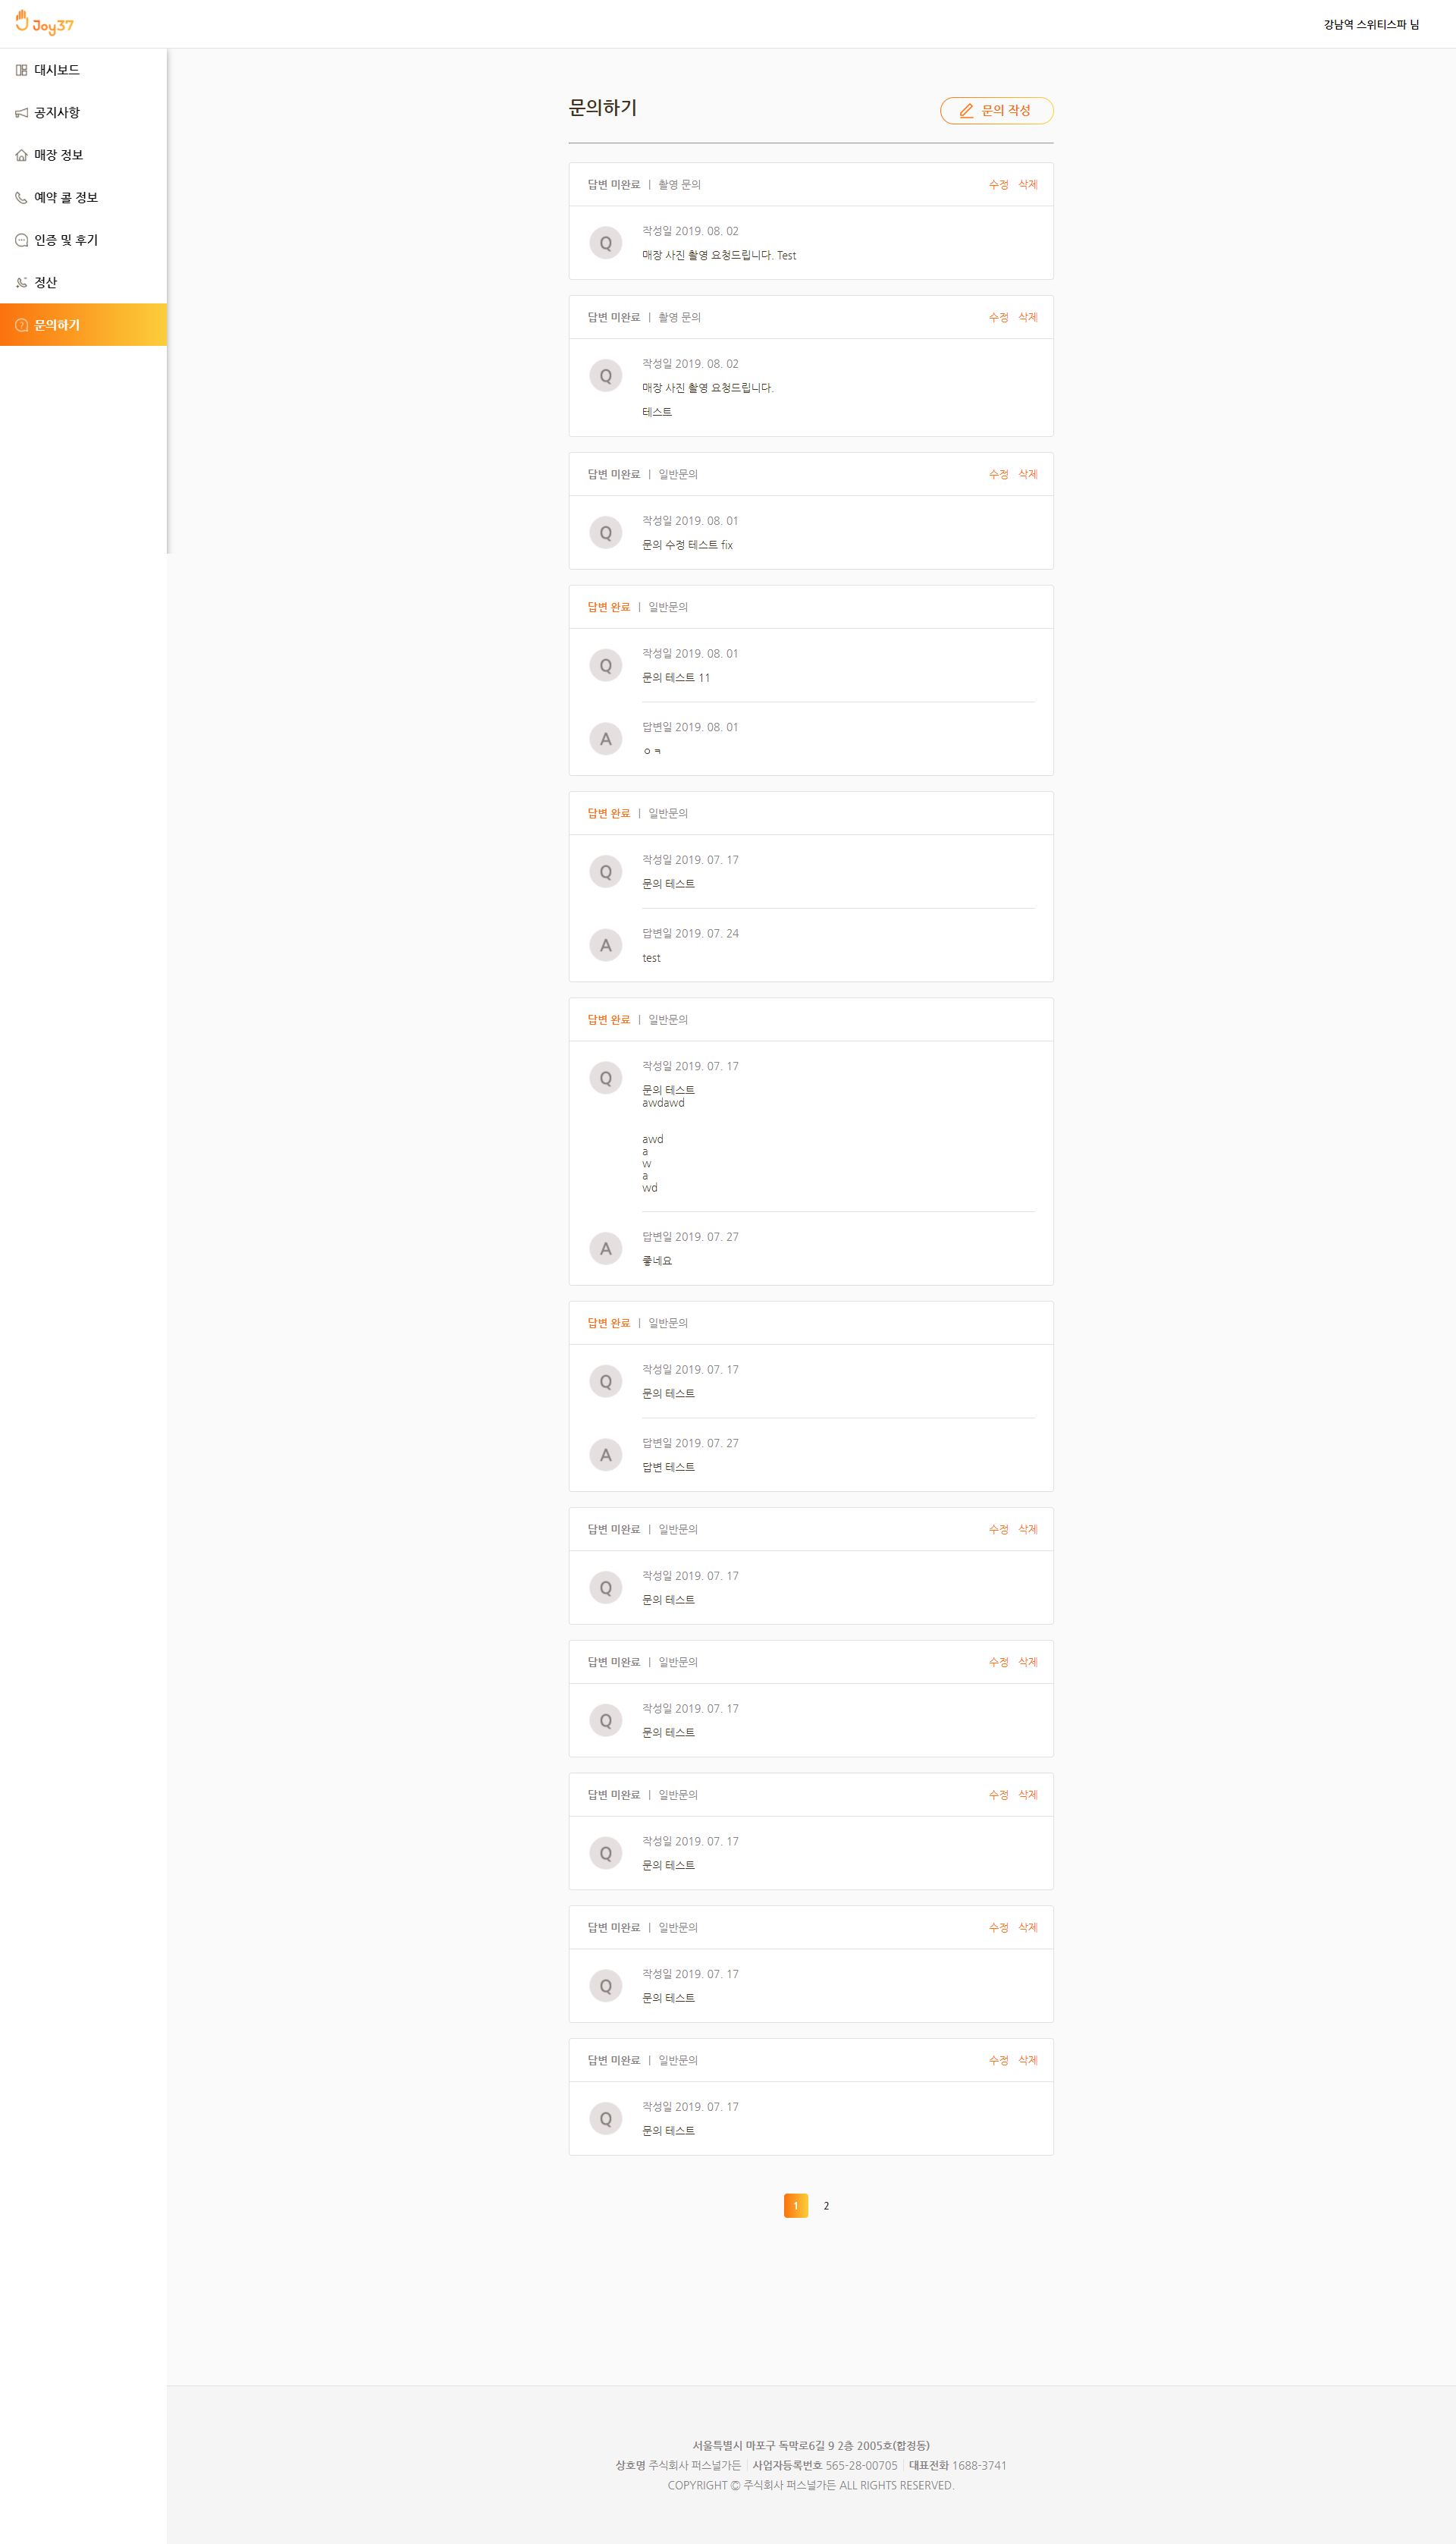 Joy37
강남역 스위티스파 님
대시보드
공지사항
매장 정보
예약 콜 정보
인증 및 후기
정산
문의하기
문의하기
문의 작성
답변 미완료 | 촬영 문의 수정 삭제
Q
작성일 2019. 08. 02
매장 사진 촬영 요청드립니다. Test
답변 미완료 | 촬영 문의 수정 삭제
Q
작성일 2019. 08. 02
매장 사진 촬영 요청드립니다.
테스트
답변 미완료 | 일반문의 수정 삭제
Q
작성일 2019. 08. 01
문의 수정 테스트 fix
답변 완료 | 일반문의
Q
작성일 2019. 08. 01
문의 테스트 11
A
답변일 2019. 08. 01
ㅇㅋ
답변 완료 | 일반문의
Q
작성일 2019. 07. 17
문의 테스트
A
답변일 2019. 07. 24
test
답변 완료 | 일반문의
Q
작성일 2019. 07. 17
문의 테스트
awdawd
awd
a
w
a
wd
A
답변일 2019. 07. 27
좋네요
답변 완료 | 일반문의
Q
작성일 2019. 07. 17
문의 테스트
A
답변일 2019. 07. 27
답변 테스트
답변 미완료 | 일반문의 수정 삭제
Q
작성일 2019. 07. 17
문의 테스트
답변 미완료 | 일반문의 수정 삭제
Q
작성일 2019. 07. 17
문의 테스트
답변 미완료 | 일반문의 수정 삭제
Q
작성일 2019. 07. 17
문의 테스트
답변 미완료 | 일반문의 수정 삭제
Q
작성일 2019. 07. 17
문의 테스트
답변 미완료 | 일반문의 수정 삭제
Q
작성일 2019. 07. 17
문의 테스트
1 2
서울특별시 마포구 독막로6길 9 2층 2005호(합정동)
상호명 주식회사 퍼스널가든 | 사업자등록번호 565-28-00705 | 대표전화 1688-3741
COPYRIGHT © 주식회사 퍼스널가든 ALL RIGHTS RESERVED.